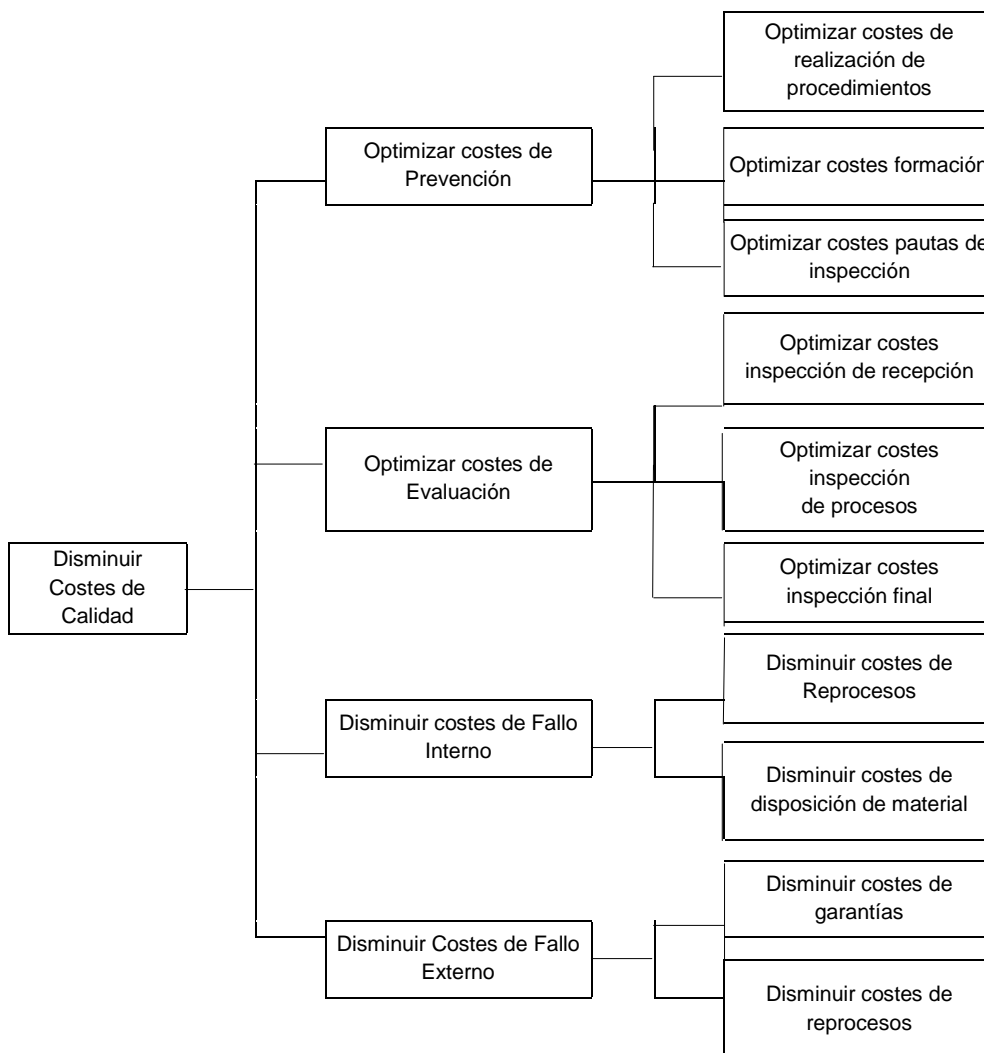 Optimizar costes de
realización de
procedimientos
Optimizar costes de
Prevención
Optimizar costes formación
Optimizar costes pautas de
inspección
Optimizar costes
inspección de recepción
Optimizar costes de
Evaluación
Optimizar costes
inspección
de procesos
Disminuir
Costes de
Calidad
Optimizar costes
inspección final
Disminuir costes de
Reprocesos
Disminuir costes de Fallo
Interno
Disminuir costes de
disposición de material
Disminuir costes de
garantías
Disminuir Costes de Fallo
Externo
Disminuir costes de
reprocesos